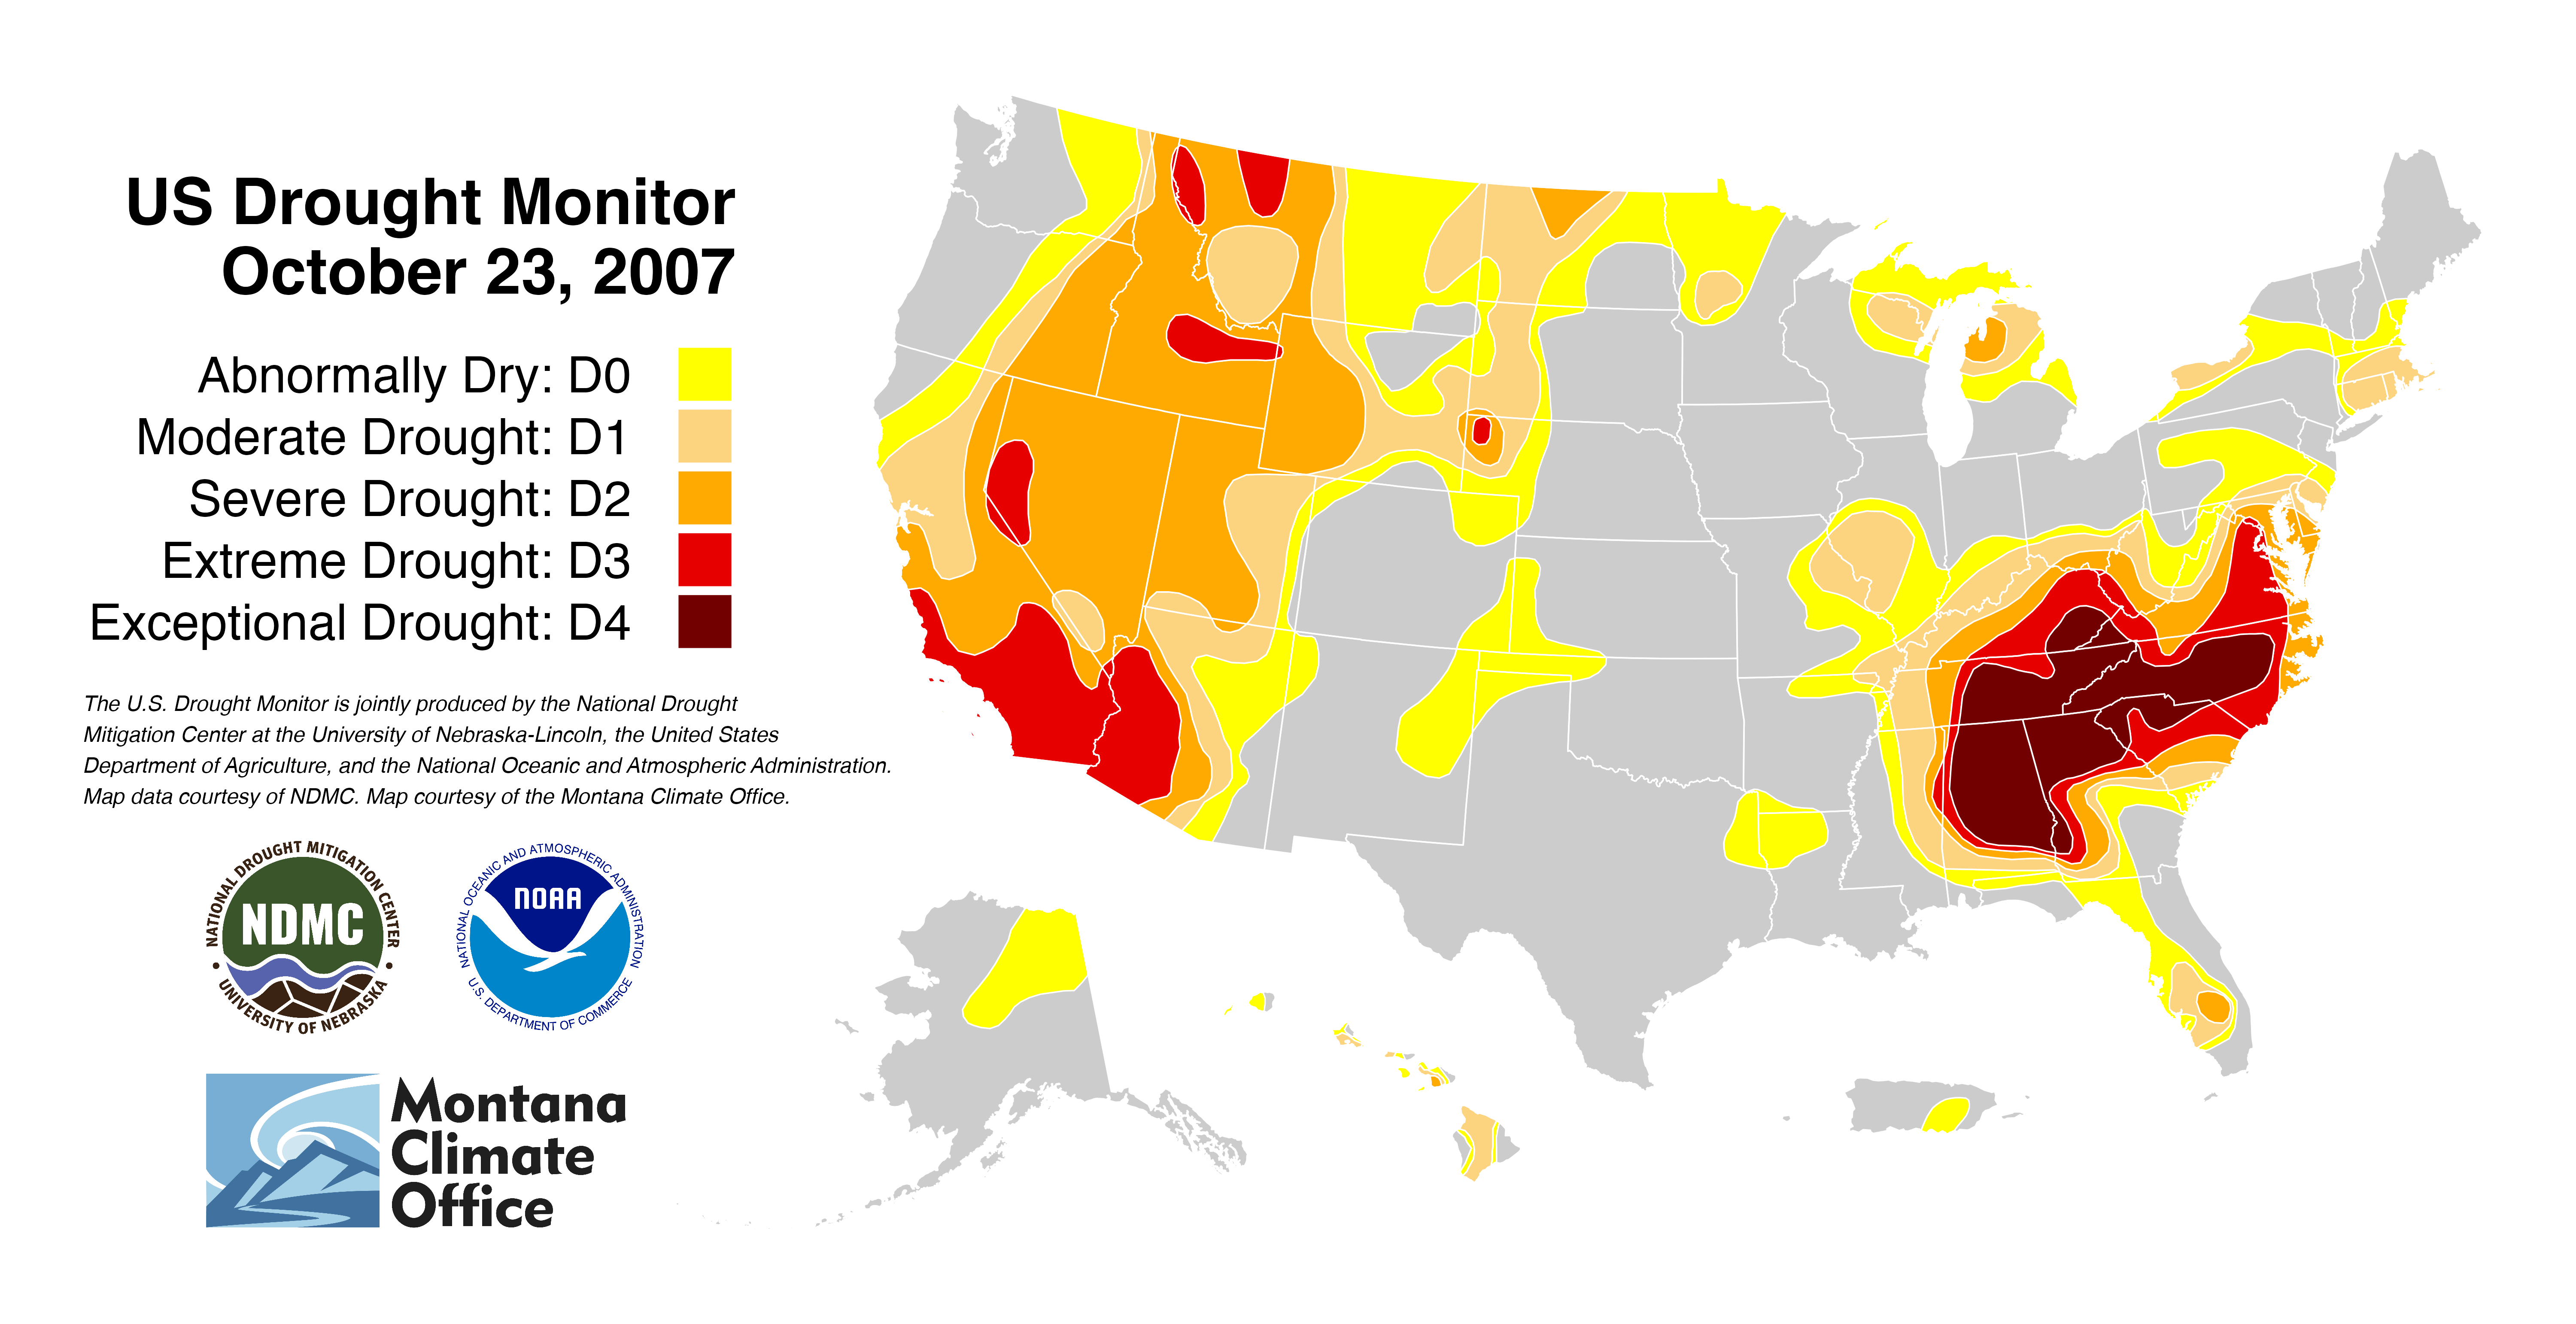 US Drought Monitor
October 23, 2007
Abnormally Dry: D0
Moderate Drought: D1
Severe Drought: D2
Extreme Drought: D3
Exceptional Drought: D4
The U.S. Drought Monitor is jointly produced by the National Drought
Mitigation Center at the University of Nebraska-Lincoln, the United States
Department of Agriculture, and the National Oceanic and Atmospheric Administration.
Map data courtesy of NDMC. Map courtesy of the Montana Climate Office.
NATIONAL DROUGHT MITIGATION CENTER
NDMC
• UNIVERSITY OF NEBRASKA •
NATIONAL OCEANIC AND ATMOSPHERIC ADMINISTRATION
NOAA
U.S. DEPARTMENT OF COMMERCE
Montana
Climate
Office